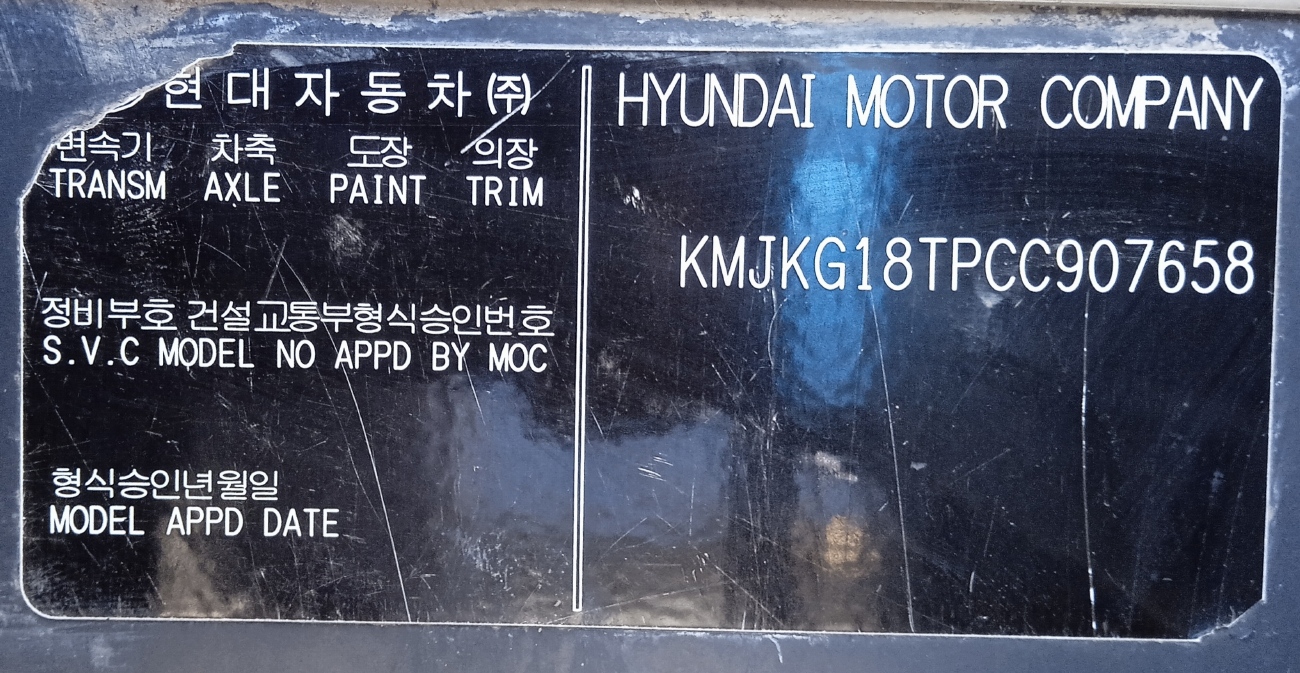 현대자동차㈜
변속기 차축 도장 의장
TRANSM AXLE PAINT TRIM
정비부호 건설교통부형식승인번호
S.V.C MODEL NO APPD BY MOC
형식승인년월일
MODEL APPD DATE
HYUNDAI MOTOR COMPANY
KMJKG18TPCC907658